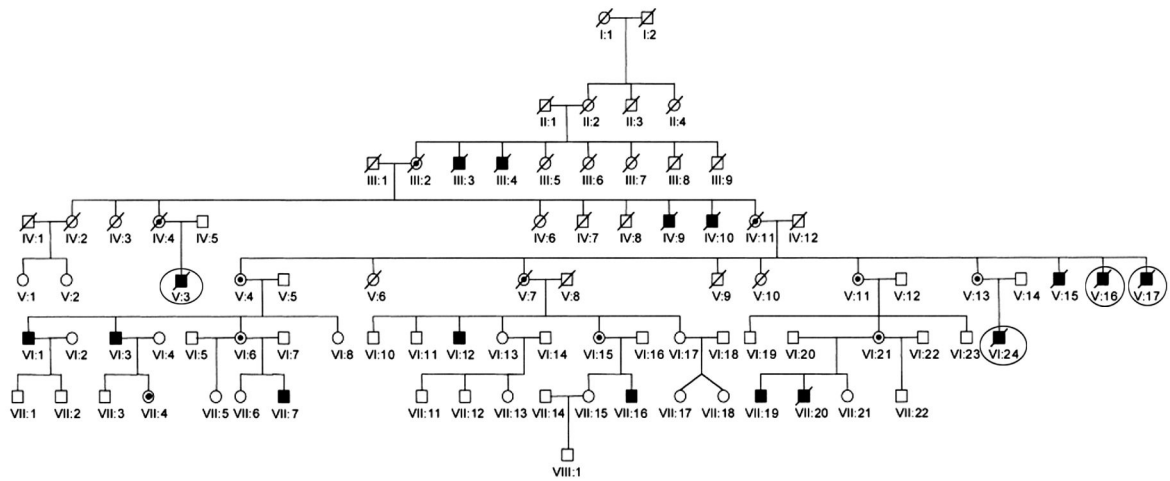 I:1 I:2
II:1 II:2 II:3 II:4
III:1 III:2 III:3 III:4 III:5 III:6 III:7 III:8 III:9
IV:1 IV:2 IV:3 IV:4 IV:5 IV:6 IV:7 IV:8 IV:9 IV:10 IV:11 IV:12
V:1 V:2 V:3 V:4 V:5 V:6 V:7 V:8 V:9 V:10 V:11 V:12 V:13 V:14 V:15 V:16 V:17
VI:1 VI:2 VI:3 VI:4 VI:5 VI:6 VI:7 VI:8 VI:10 VI:11 VI:12 VI:13 VI:14 VI:15 VI:16 VI:17 VI:18 VI:19 VI:20 VI:21 VI:22 VI:23 VI:24
VII:1 VII:2 VII:3 VII:4 VII:5 VII:6 VII:7 VII:11 VII:12 VII:13 VII:14 VII:15 VII:16 VII:17 VII:18 VII:19 VII:20 VII:21 VII:22
VIII:1